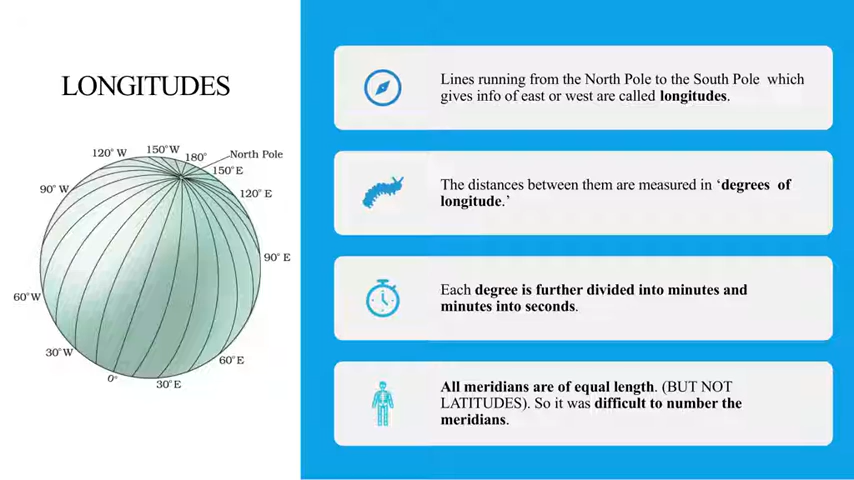 LONGITUDES
120° W
150° W
180°
North Pole
150° E
120° E
90° W
90° E
60° W
60° E
30° W
0°
30° E
Lines running from the North Pole to the South Pole which
gives info of east or west are called longitudes.
The distances between them are measured in ‘degrees of
longitude.’
Each degree is further divided into minutes and
minutes into seconds.
All meridians are of equal length. (BUT NOT
LATITUDES). So it was difficult to number the
meridians.